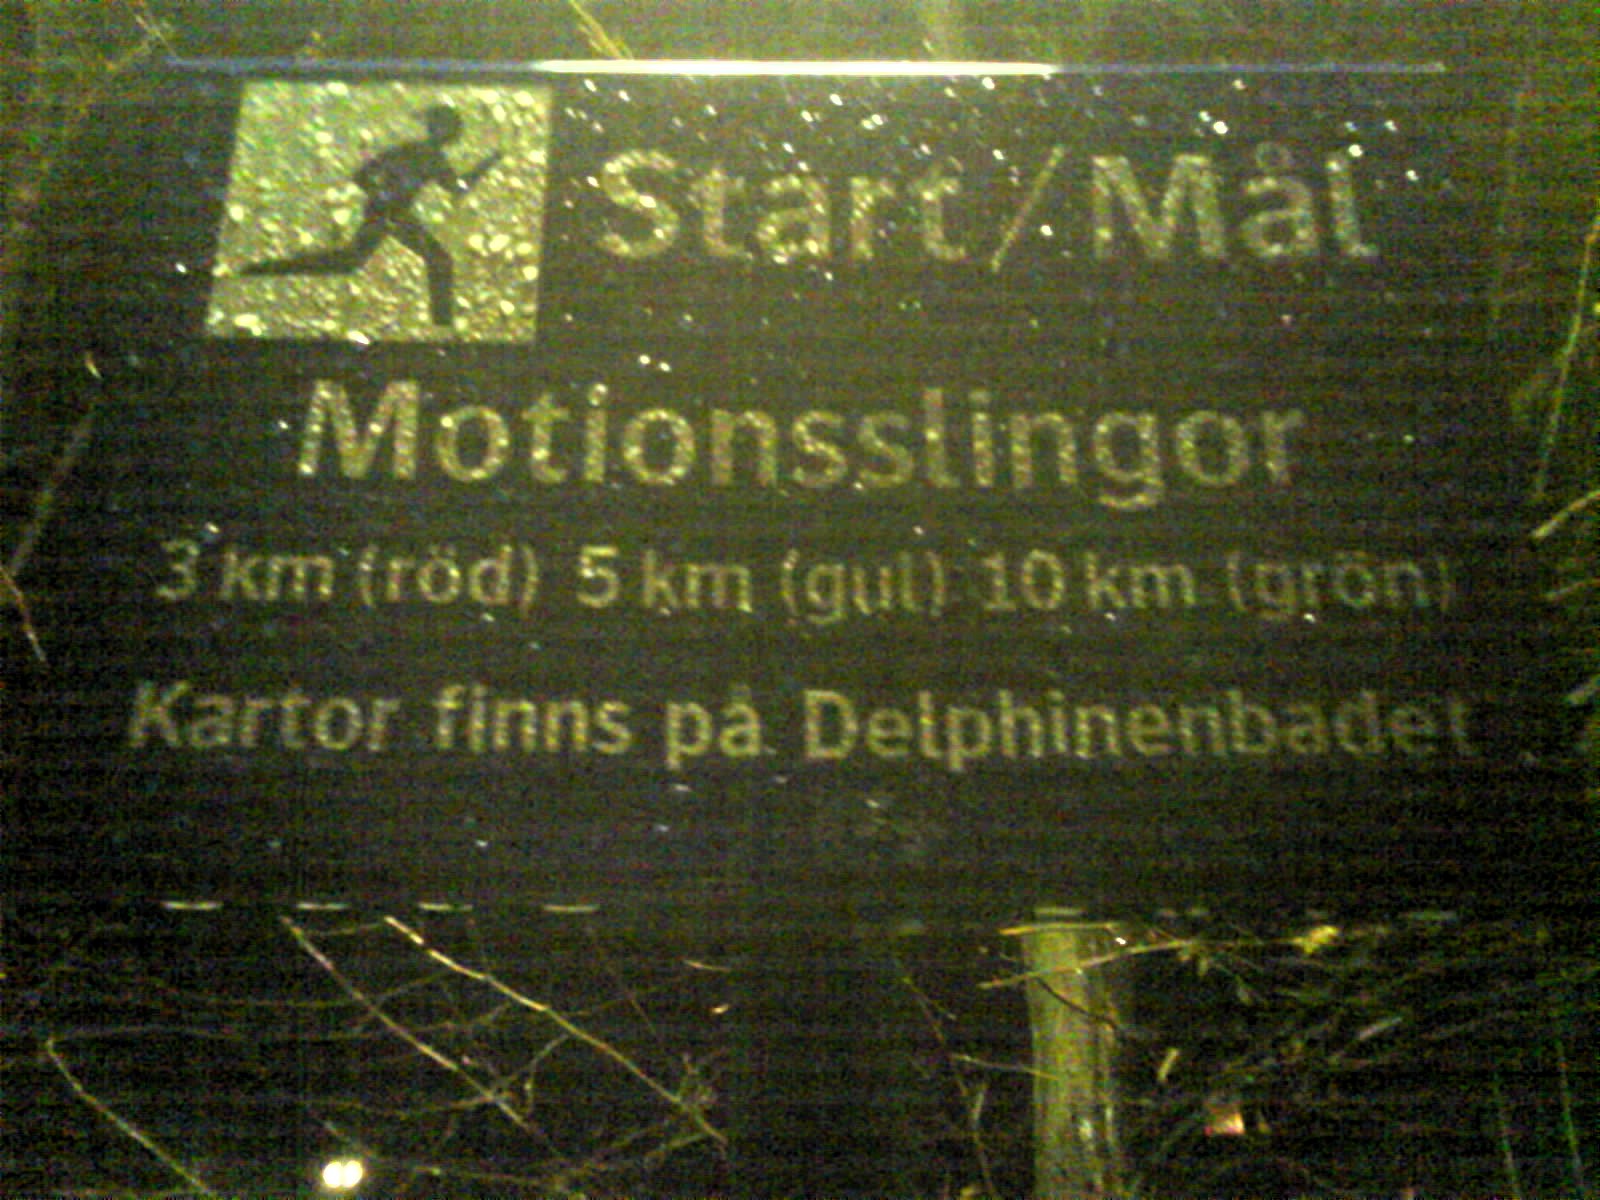 Start/Mål
Motionsslingor
3 km (röd) 5 km (gul) 10 km (grön)
Kartor finns på Delphinenbadet